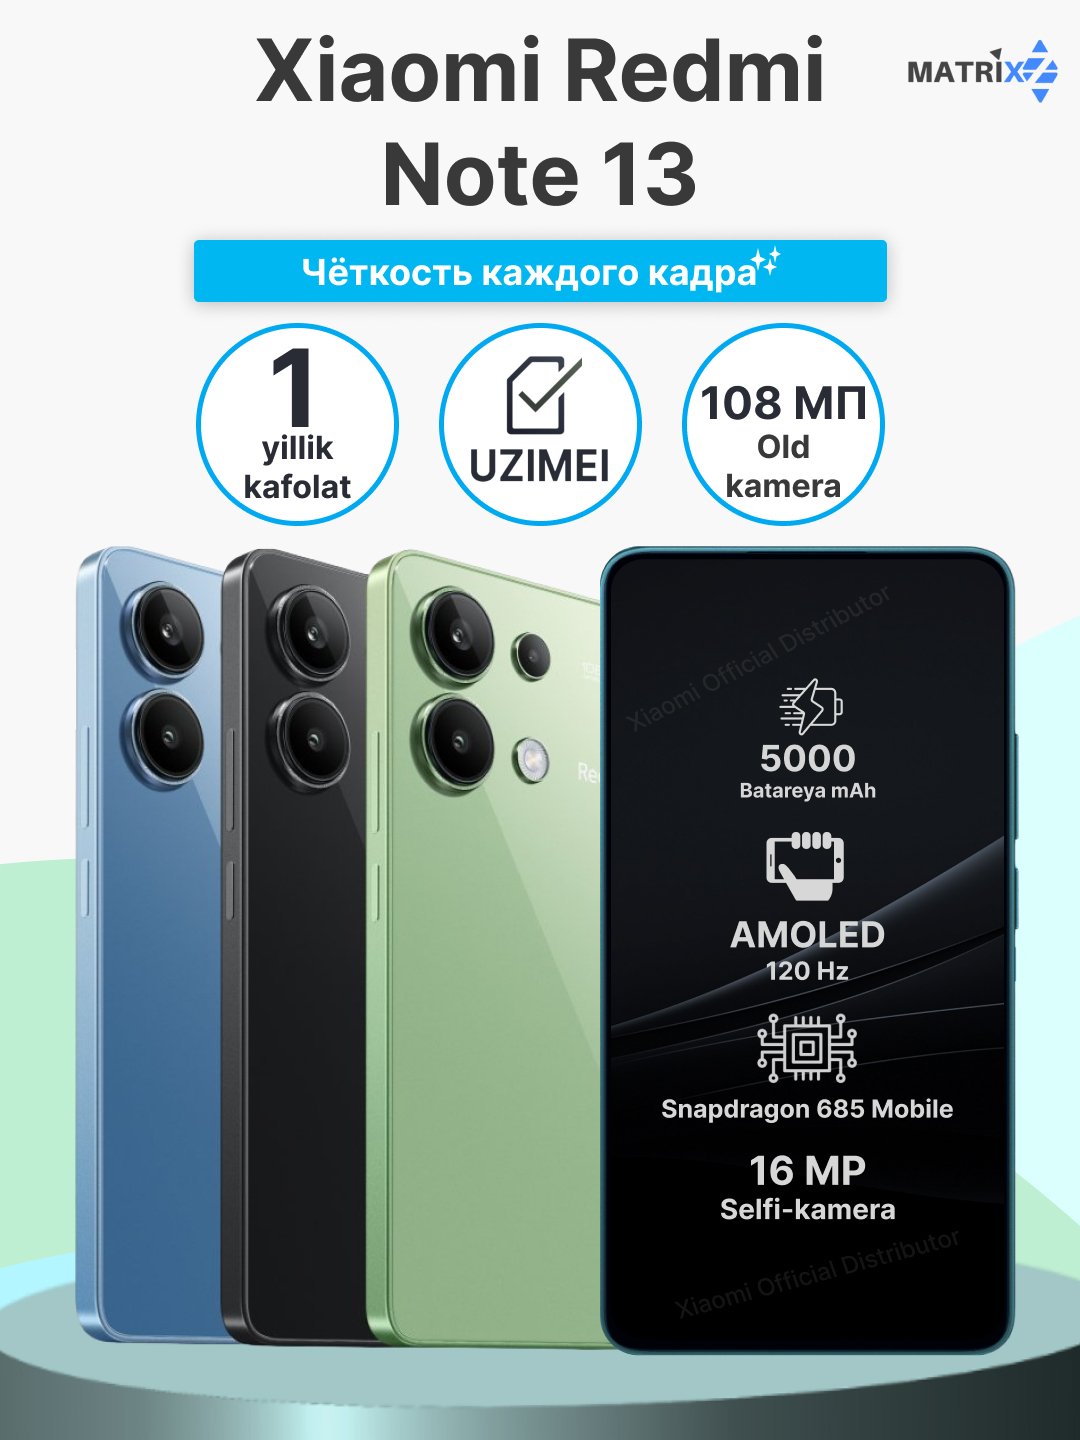 Xiaomi Redmi
Note 13
MATRIX
Чёткость каждого кадра
1
yillik
kafolat
UZIMEI
108 МП
Old
kamera
Xiaomi Official Distributor
5000
Batareya mAh
AMOLED
120 Hz
Snapdragon 685 Mobile
16 MP
Selfi-kamera
Xiaomi Official Distributor